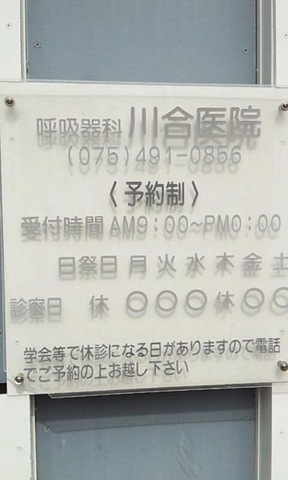 呼吸器科 川合医院
(075)491-0856
〈予約制〉
受付時間 AM9:00~PM0:00
日祭日 月 火 水 木 金 土
診察日 休 〇 〇 〇 休 〇 〇
学会等で休診になる日がありますので電話
でご予約の上お越し下さい